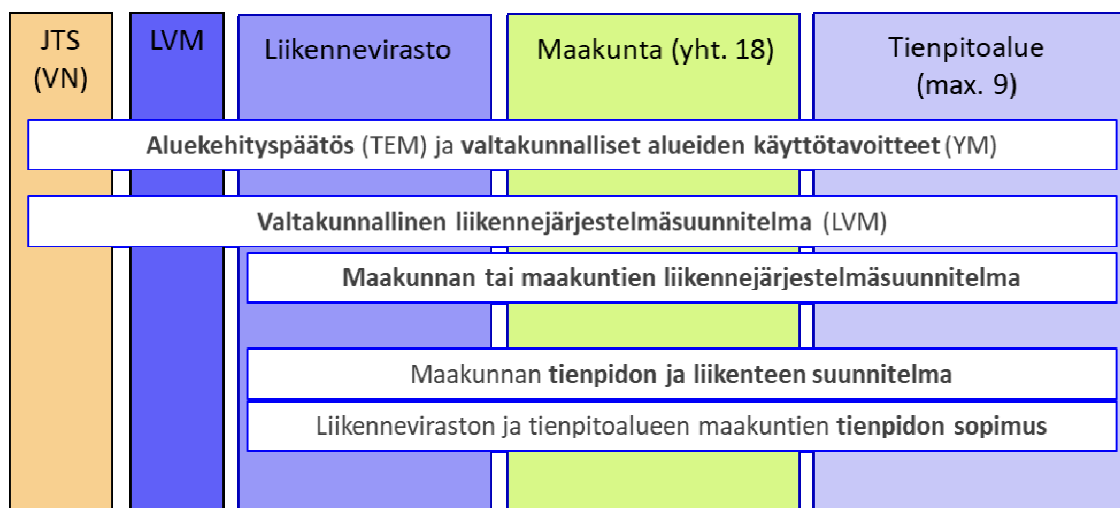 JTS
(VN)
LVM
Liikennevirasto
Maakunta (yht. 18)
Tienpitoalue
(max. 9)
Aluekehityspäätös (TEM) ja valtakunnalliset alueiden käyttötavoitteet (YM)
Valtakunnallinen liikennejärjestelmäsuunnitelma (LVM)
Maakunnan tai maakuntien liikennejärjestelmäsuunnitelma
Maakunnan tienpidon ja liikenteen suunnitelma
Liikenneviraston ja tienpitoalueen maakuntien tienpidon sopimus